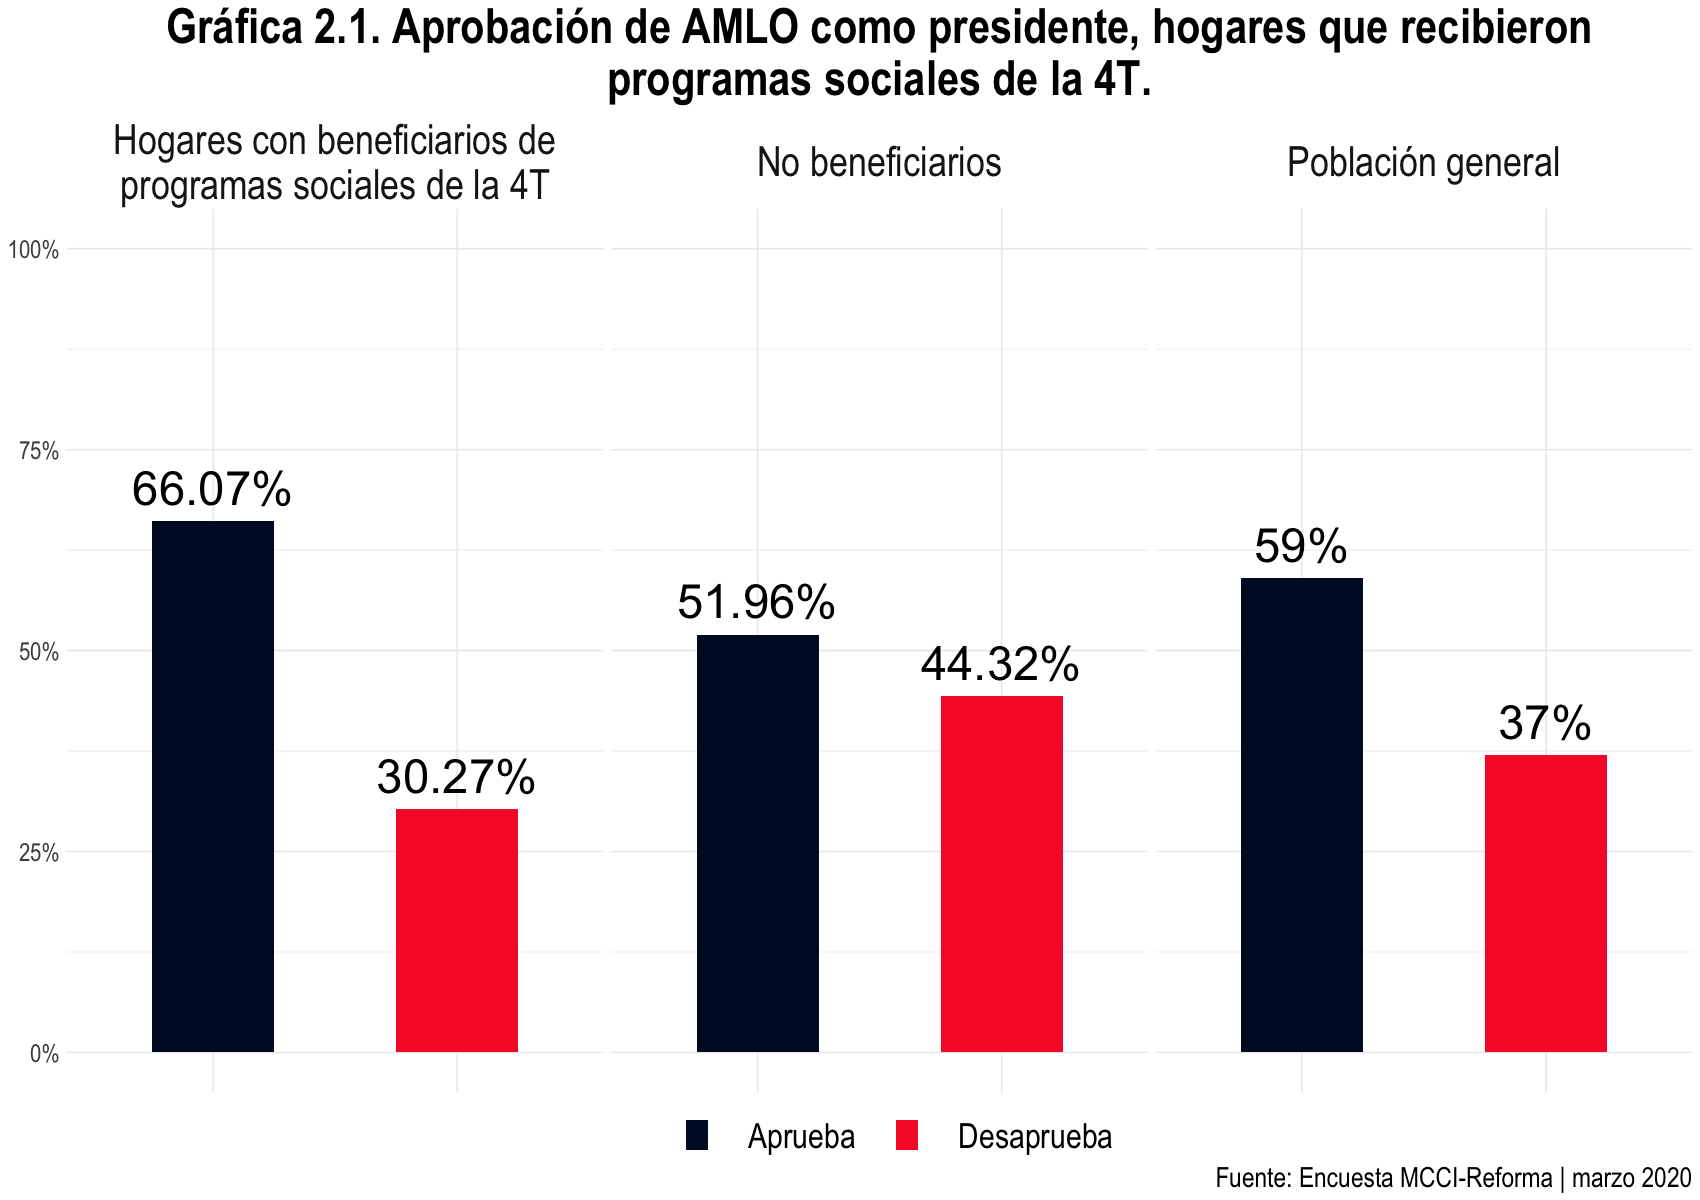 Gráfica 2.1. Aprobación de AMLO como presidente, hogares que recibieron
programas sociales de la 4T.
Hogares con beneficiarios de
programas sociales de la 4T
No beneficiarios
Población general
100%
75%
50%
25%
0%
66.07%
30.27%
51.96%
44.32%
59%
37%
Aprueba
Desaprueba
Fuente: Encuesta MCCI-Reforma | marzo 2020